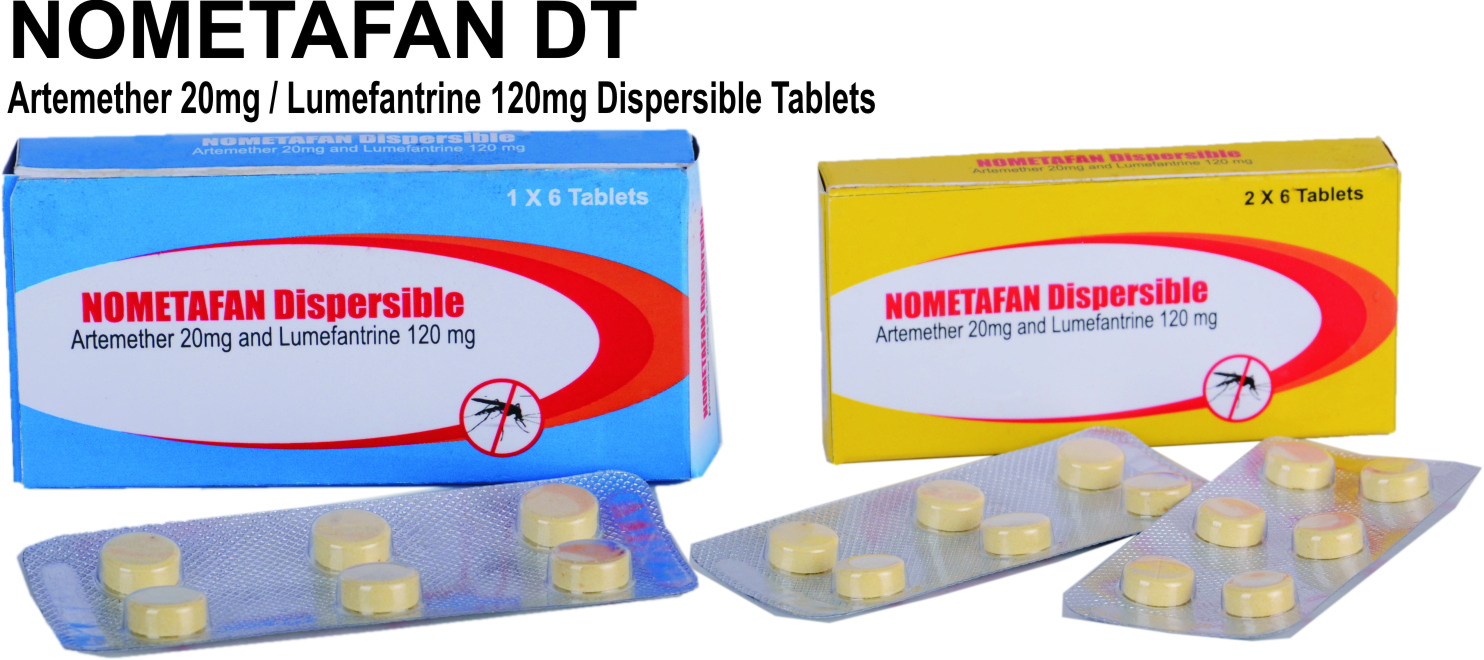 NOMETAFAN DT
Artemether 20mg / Lumefantrine 120mg Dispersible Tablets
NOMETAFAN Dispersible
Artemether 20mg and Lumefantrine 120 mg
1 X 6 Tablets
NOMETAFAN Dispersible
Artemether 20mg and Lumefantrine 120 mg
NOMETAFAN DISPERSIBLE
NOMETAFAN Dispersible
Artemether 20mg and Lumefantrine 120 mg
2 X 6 Tablets
NOMETAFAN Dispersible
Artemether 20mg and Lumefantrine 120 mg